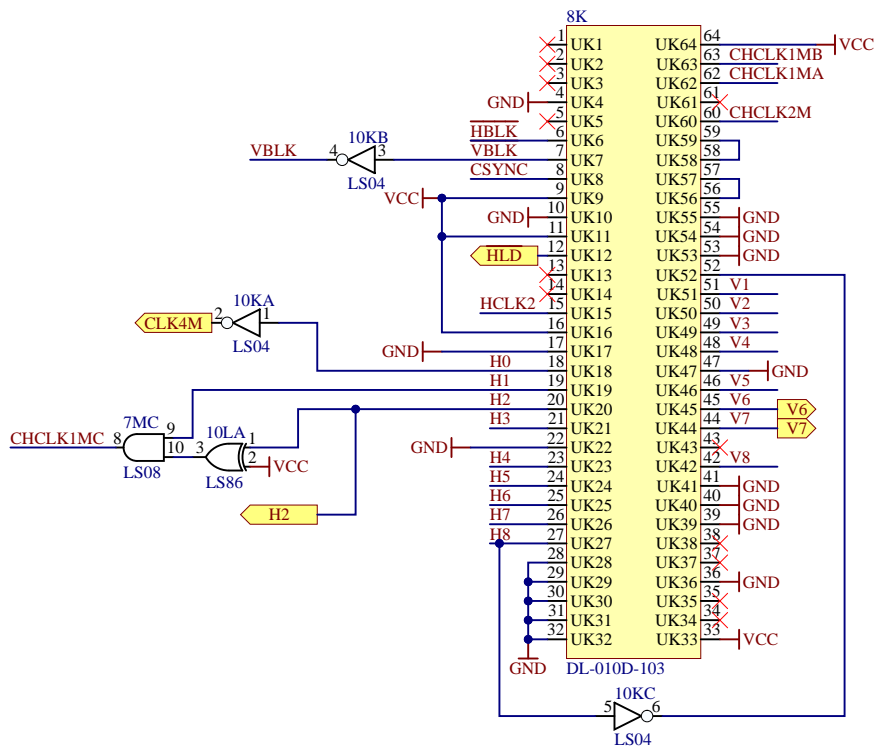 8K
1 UK1 UK64 64 VCC
2 UK2 UK63 63 CHCLK1MB
3 UK3 UK62 62 CHCLK1MA
GND 4 UK4 UK61 61
5 UK5 UK60 60 CHCLK2M
HBLK 6 UK6 UK59 59
10KB
VBLK 4 3 VBLK 7 UK7 UK58 58
LS04
CSYNC 8 UK8 UK57 57
VCC 9 UK9 UK56 56
GND 10 UK10 UK55 55 GND
11 UK11 UK54 54 GND
HLD 12 UK12 UK53 53 GND
13 UK13 UK52 52
14 UK14 UK51 51 V1
10KA
HCLK2 15 UK15 UK50 50 V2
CLK4M 2 1 16 UK16 UK49 49 V3
LS04
GND 17 UK17 UK48 48 V4
H0 18 UK18 UK47 47 GND
H1 19 UK19 UK46 46 V5
H2 20 UK20 UK45 45 V6 V6
7MC 10LA
H3 21 UK21 UK44 44 V7 V7
CHCLK1MC 8 9 10 3 1 2 VCC
LS08 LS86
GND 22 UK22 UK43 43
H4 23 UK23 UK42 42 V8
H5 24 UK24 UK41 41 GND
H6 25 UK25 UK40 40 GND
H2
H7 26 UK26 UK39 39 GND
H8 27 UK27 UK38 38
28 UK28 UK37 37
29 UK29 UK36 36 GND
30 UK30 UK35 35
31 UK31 UK34 34
32 UK32 UK33 33 VCC
GND DL-010D-103
10KC
5 6
LS04